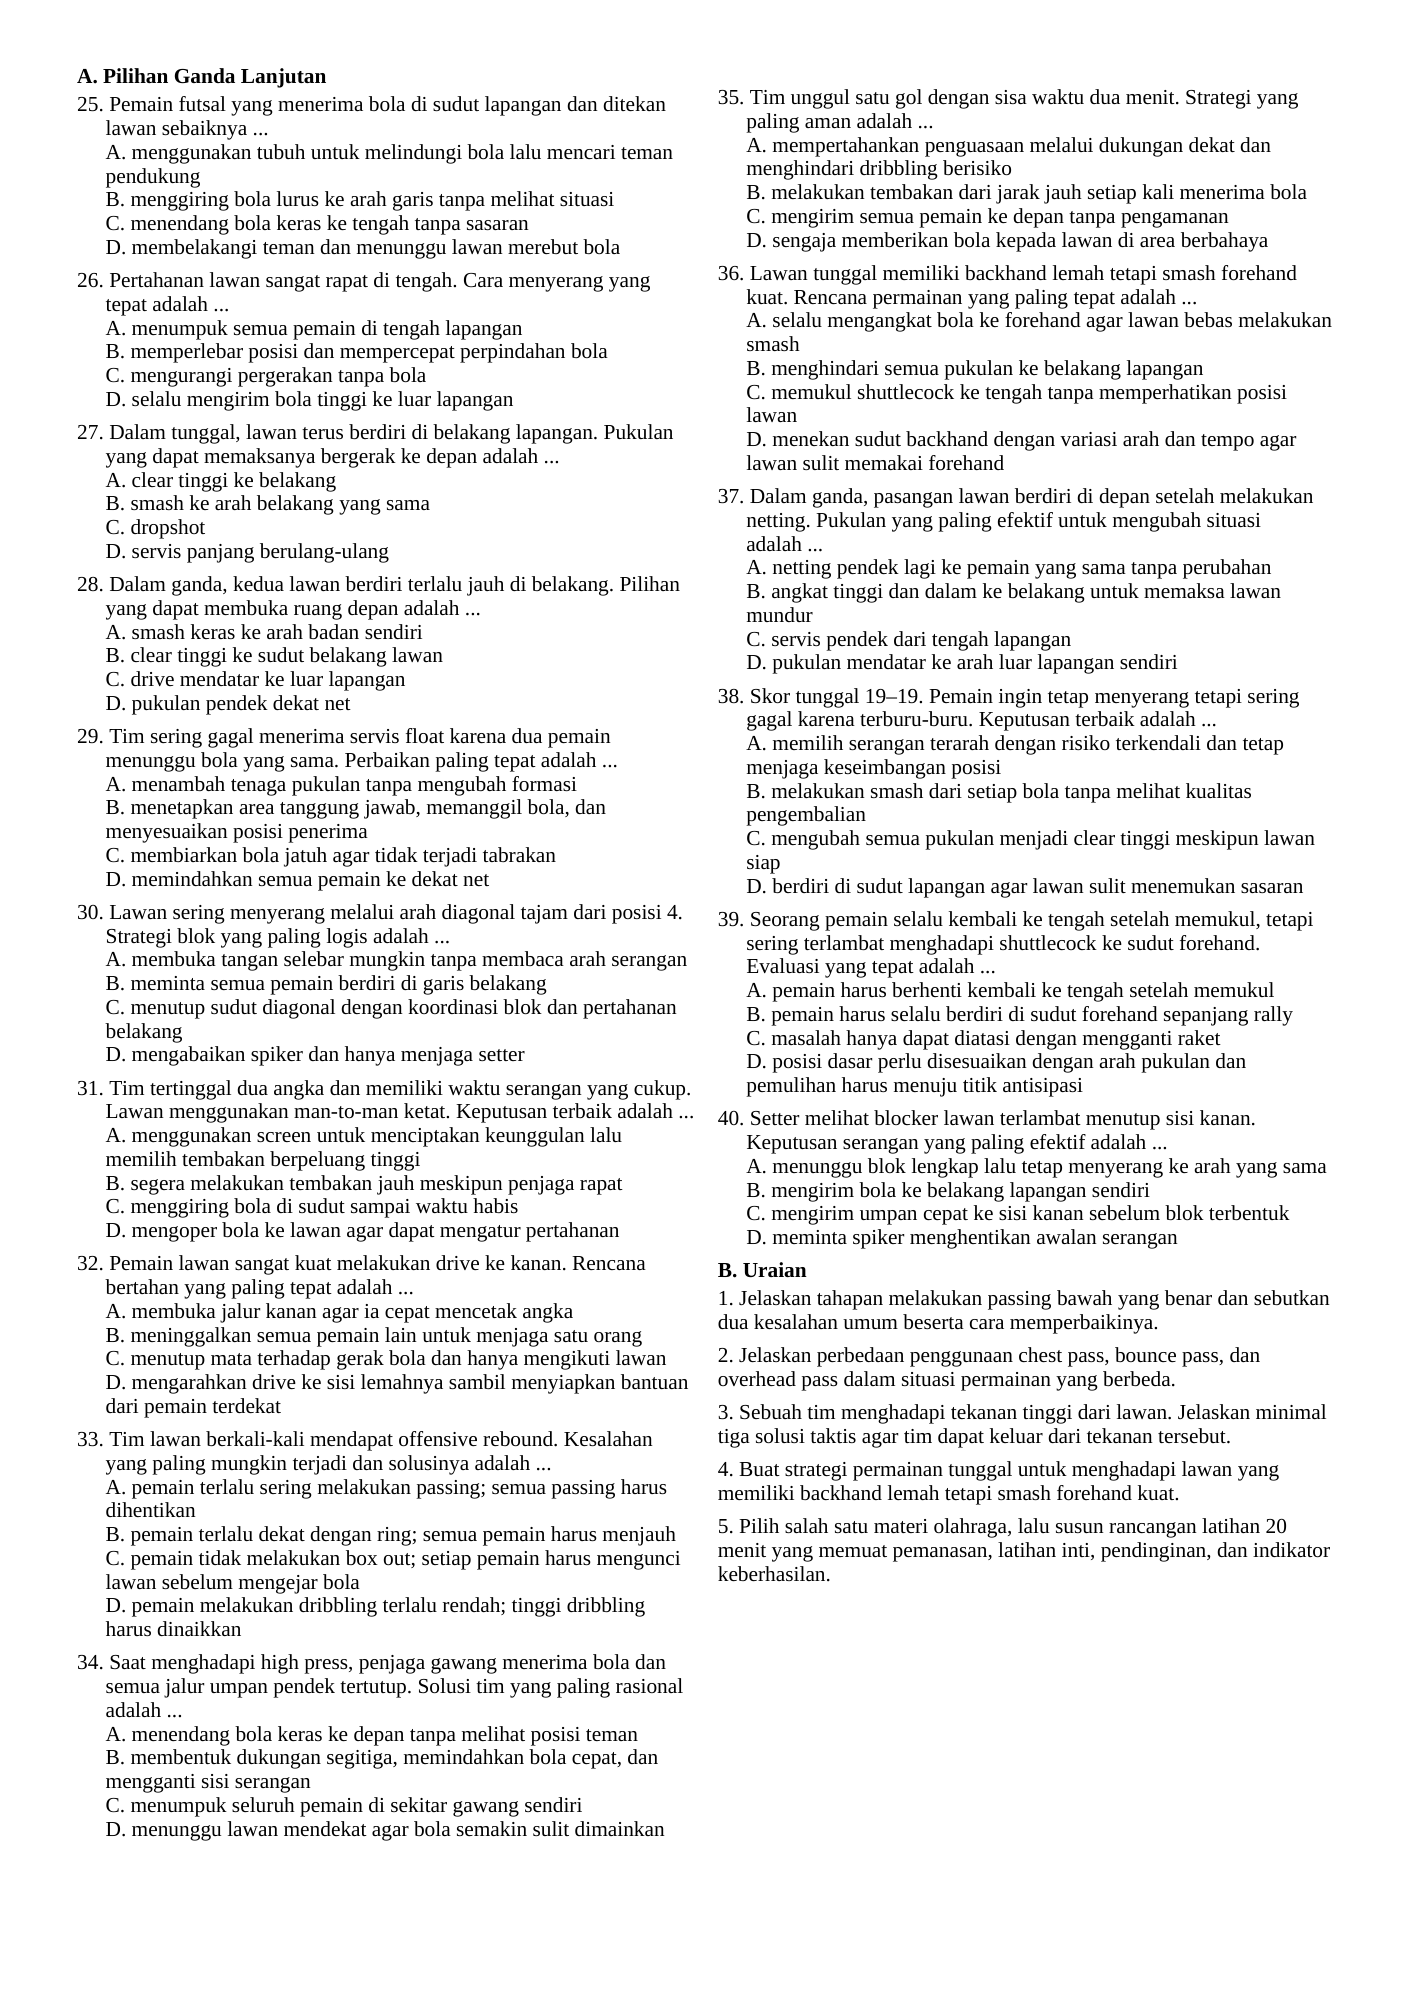 A. Pilihan Ganda Lanjutan
25. Pemain futsal yang menerima bola di sudut lapangan dan ditekan
lawan sebaiknya ...
A. menggunakan tubuh untuk melindungi bola lalu mencari teman
pendukung
B. menggiring bola lurus ke arah garis tanpa melihat situasi
C. menendang bola keras ke tengah tanpa sasaran
D. membelakangi teman dan menunggu lawan merebut bola
26. Pertahanan lawan sangat rapat di tengah. Cara menyerang yang
tepat adalah ...
A. menumpuk semua pemain di tengah lapangan
B. memperlebar posisi dan mempercepat perpindahan bola
C. mengurangi pergerakan tanpa bola
D. selalu mengirim bola tinggi ke luar lapangan
27. Dalam tunggal, lawan terus berdiri di belakang lapangan. Pukulan
yang dapat memaksanya bergerak ke depan adalah ...
A. clear tinggi ke belakang
B. smash ke arah belakang yang sama
C. dropshot
D. servis panjang berulang-ulang
28. Dalam ganda, kedua lawan berdiri terlalu jauh di belakang. Pilihan
yang dapat membuka ruang depan adalah ...
A. smash keras ke arah badan sendiri
B. clear tinggi ke sudut belakang lawan
C. drive mendatar ke luar lapangan
D. pukulan pendek dekat net
29. Tim sering gagal menerima servis float karena dua pemain
menunggu bola yang sama. Perbaikan paling tepat adalah ...
A. menambah tenaga pukulan tanpa mengubah formasi
B. menetapkan area tanggung jawab, memanggil bola, dan
menyesuaikan posisi penerima
C. membiarkan bola jatuh agar tidak terjadi tabrakan
D. memindahkan semua pemain ke dekat net
30. Lawan sering menyerang melalui arah diagonal tajam dari posisi 4.
Strategi blok yang paling logis adalah ...
A. membuka tangan selebar mungkin tanpa membaca arah serangan
B. meminta semua pemain berdiri di garis belakang
C. menutup sudut diagonal dengan koordinasi blok dan pertahanan
belakang
D. mengabaikan spiker dan hanya menjaga setter
31. Tim tertinggal dua angka dan memiliki waktu serangan yang cukup.
Lawan menggunakan man-to-man ketat. Keputusan terbaik adalah ...
A. menggunakan screen untuk menciptakan keunggulan lalu
memilih tembakan berpeluang tinggi
B. segera melakukan tembakan jauh meskipun penjaga rapat
C. menggiring bola di sudut sampai waktu habis
D. mengoper bola ke lawan agar dapat mengatur pertahanan
32. Pemain lawan sangat kuat melakukan drive ke kanan. Rencana
bertahan yang paling tepat adalah ...
A. membuka jalur kanan agar ia cepat mencetak angka
B. meninggalkan semua pemain lain untuk menjaga satu orang
C. menutup mata terhadap gerak bola dan hanya mengikuti lawan
D. mengarahkan drive ke sisi lemahnya sambil menyiapkan bantuan
dari pemain terdekat
33. Tim lawan berkali-kali mendapat offensive rebound. Kesalahan
yang paling mungkin terjadi dan solusinya adalah ...
A. pemain terlalu sering melakukan passing; semua passing harus
dihentikan
B. pemain terlalu dekat dengan ring; semua pemain harus menjauh
C. pemain tidak melakukan box out; setiap pemain harus mengunci
lawan sebelum mengejar bola
D. pemain melakukan dribbling terlalu rendah; tinggi dribbling
harus dinaikkan
34. Saat menghadapi high press, penjaga gawang menerima bola dan
semua jalur umpan pendek tertutup. Solusi tim yang paling rasional
adalah ...
A. menendang bola keras ke depan tanpa melihat posisi teman
B. membentuk dukungan segitiga, memindahkan bola cepat, dan
mengganti sisi serangan
C. menumpuk seluruh pemain di sekitar gawang sendiri
D. menunggu lawan mendekat agar bola semakin sulit dimainkan
35. Tim unggul satu gol dengan sisa waktu dua menit. Strategi yang
paling aman adalah ...
A. mempertahankan penguasaan melalui dukungan dekat dan
menghindari dribbling berisiko
B. melakukan tembakan dari jarak jauh setiap kali menerima bola
C. mengirim semua pemain ke depan tanpa pengamanan
D. sengaja memberikan bola kepada lawan di area berbahaya
36. Lawan tunggal memiliki backhand lemah tetapi smash forehand
kuat. Rencana permainan yang paling tepat adalah ...
A. selalu mengangkat bola ke forehand agar lawan bebas melakukan
smash
B. menghindari semua pukulan ke belakang lapangan
C. memukul shuttlecock ke tengah tanpa memperhatikan posisi
lawan
D. menekan sudut backhand dengan variasi arah dan tempo agar
lawan sulit memakai forehand
37. Dalam ganda, pasangan lawan berdiri di depan setelah melakukan
netting. Pukulan yang paling efektif untuk mengubah situasi
adalah ...
A. netting pendek lagi ke pemain yang sama tanpa perubahan
B. angkat tinggi dan dalam ke belakang untuk memaksa lawan
mundur
C. servis pendek dari tengah lapangan
D. pukulan mendatar ke arah luar lapangan sendiri
38. Skor tunggal 19–19. Pemain ingin tetap menyerang tetapi sering
gagal karena terburu-buru. Keputusan terbaik adalah ...
A. memilih serangan terarah dengan risiko terkendali dan tetap
menjaga keseimbangan posisi
B. melakukan smash dari setiap bola tanpa melihat kualitas
pengembalian
C. mengubah semua pukulan menjadi clear tinggi meskipun lawan
siap
D. berdiri di sudut lapangan agar lawan sulit menemukan sasaran
39. Seorang pemain selalu kembali ke tengah setelah memukul, tetapi
sering terlambat menghadapi shuttlecock ke sudut forehand.
Evaluasi yang tepat adalah ...
A. pemain harus berhenti kembali ke tengah setelah memukul
B. pemain harus selalu berdiri di sudut forehand sepanjang rally
C. masalah hanya dapat diatasi dengan mengganti raket
D. posisi dasar perlu disesuaikan dengan arah pukulan dan
pemulihan harus menuju titik antisipasi
40. Setter melihat blocker lawan terlambat menutup sisi kanan.
Keputusan serangan yang paling efektif adalah ...
A. menunggu blok lengkap lalu tetap menyerang ke arah yang sama
B. mengirim bola ke belakang lapangan sendiri
C. mengirim umpan cepat ke sisi kanan sebelum blok terbentuk
D. meminta spiker menghentikan awalan serangan
B. Uraian
1. Jelaskan tahapan melakukan passing bawah yang benar dan sebutkan
dua kesalahan umum beserta cara memperbaikinya.
2. Jelaskan perbedaan penggunaan chest pass, bounce pass, dan
overhead pass dalam situasi permainan yang berbeda.
3. Sebuah tim menghadapi tekanan tinggi dari lawan. Jelaskan minimal
tiga solusi taktis agar tim dapat keluar dari tekanan tersebut.
4. Buat strategi permainan tunggal untuk menghadapi lawan yang
memiliki backhand lemah tetapi smash forehand kuat.
5. Pilih salah satu materi olahraga, lalu susun rancangan latihan 20
menit yang memuat pemanasan, latihan inti, pendinginan, dan indikator
keberhasilan.